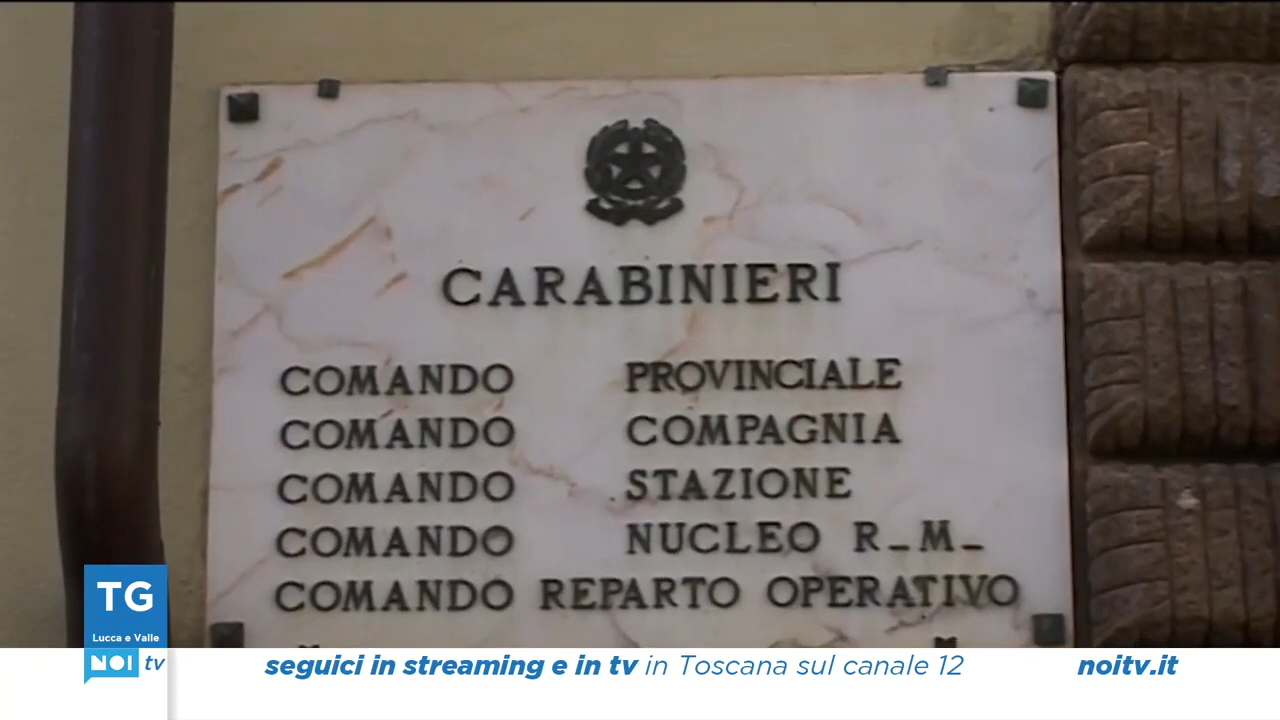 CARABINIERI
COMANDO PROVINCIALE
COMANDO COMPAGNIA
COMANDO STAZIONE
COMANDO NUCLEO R_M_
COMANDO REPARTO OPERATIVO
TG
Lucca e Valle
NOI tv
seguici in streaming e in tv in Toscana sul canale 12
noitv.it